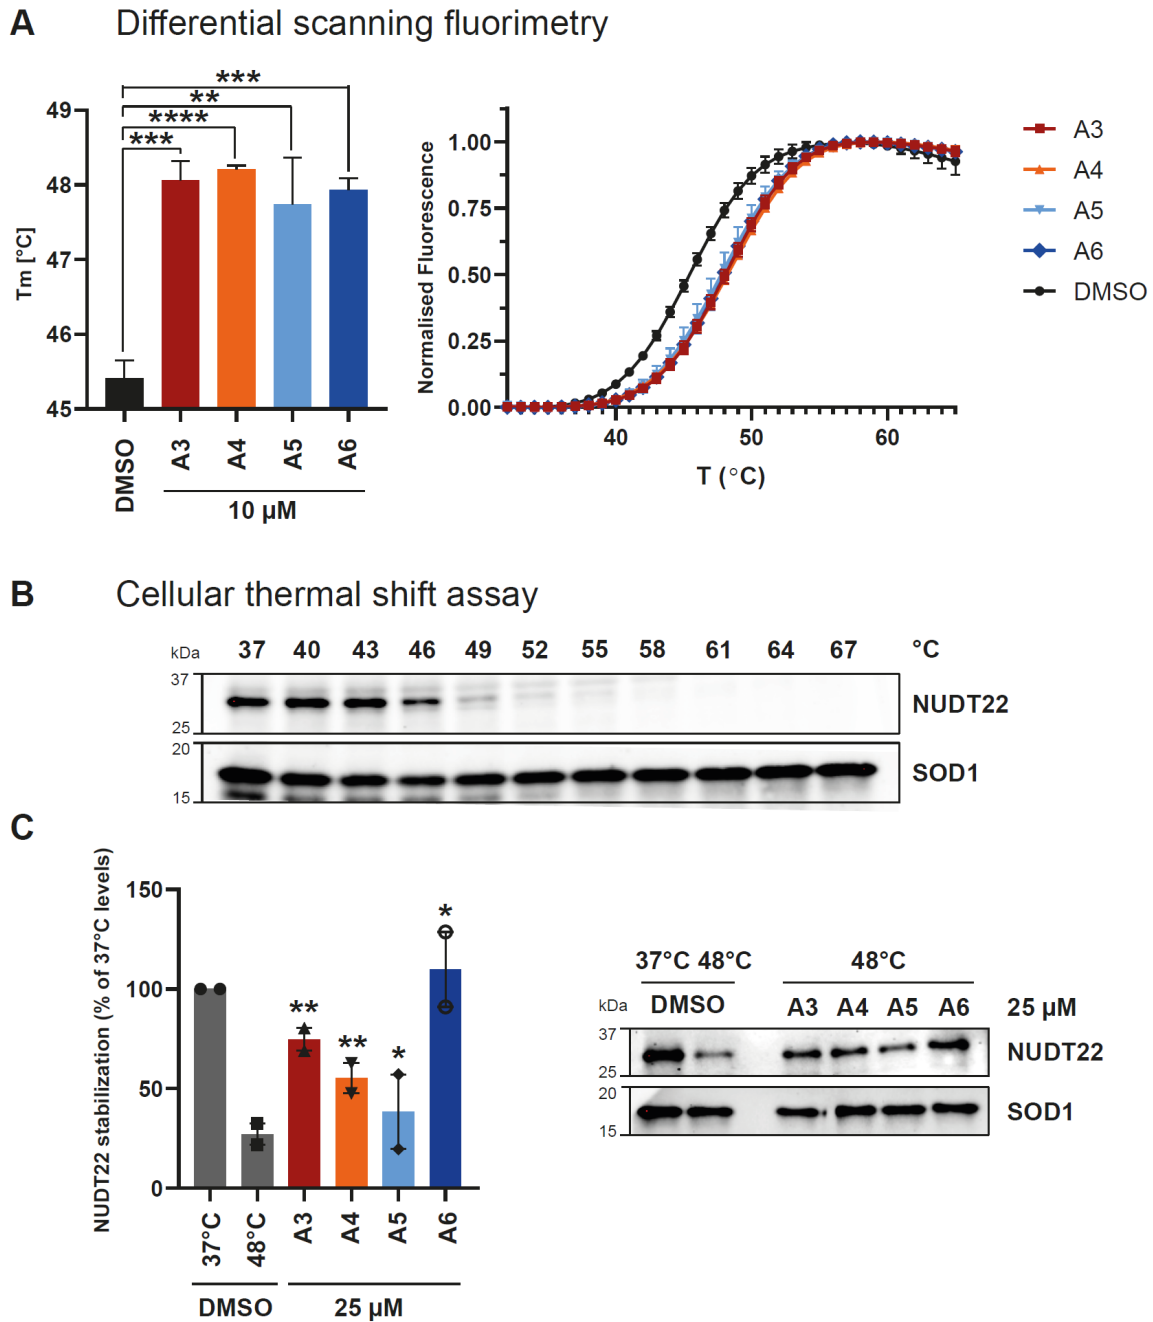 A Differential scanning fluorimetry
***
**
****
***
49
48
47
46
45
Tm [°C]
DMSO A3 A4 A5 A6
10 µM
Normalised Fluorescence
1.00
0.75
0.50
0.25
0.00
40 50 60
T (°C)
A3
A4
A5
A6
DMSO
B Cellular thermal shift assay
kDa 37 40 43 46 49 52 55 58 61 64 67 °C
37
25
NUDT22
20
15
SOD1
C
NUDT22 stabilization (% of 37°C levels)
150
100
50
0
** ** * *
37°C 48°C A3 A4 A5 A6
DMSO 25 µM
37°C 48°C 48°C
kDa DMSO A3 A4 A5 A6 25 µM
37
25
NUDT22
20
15
SOD1